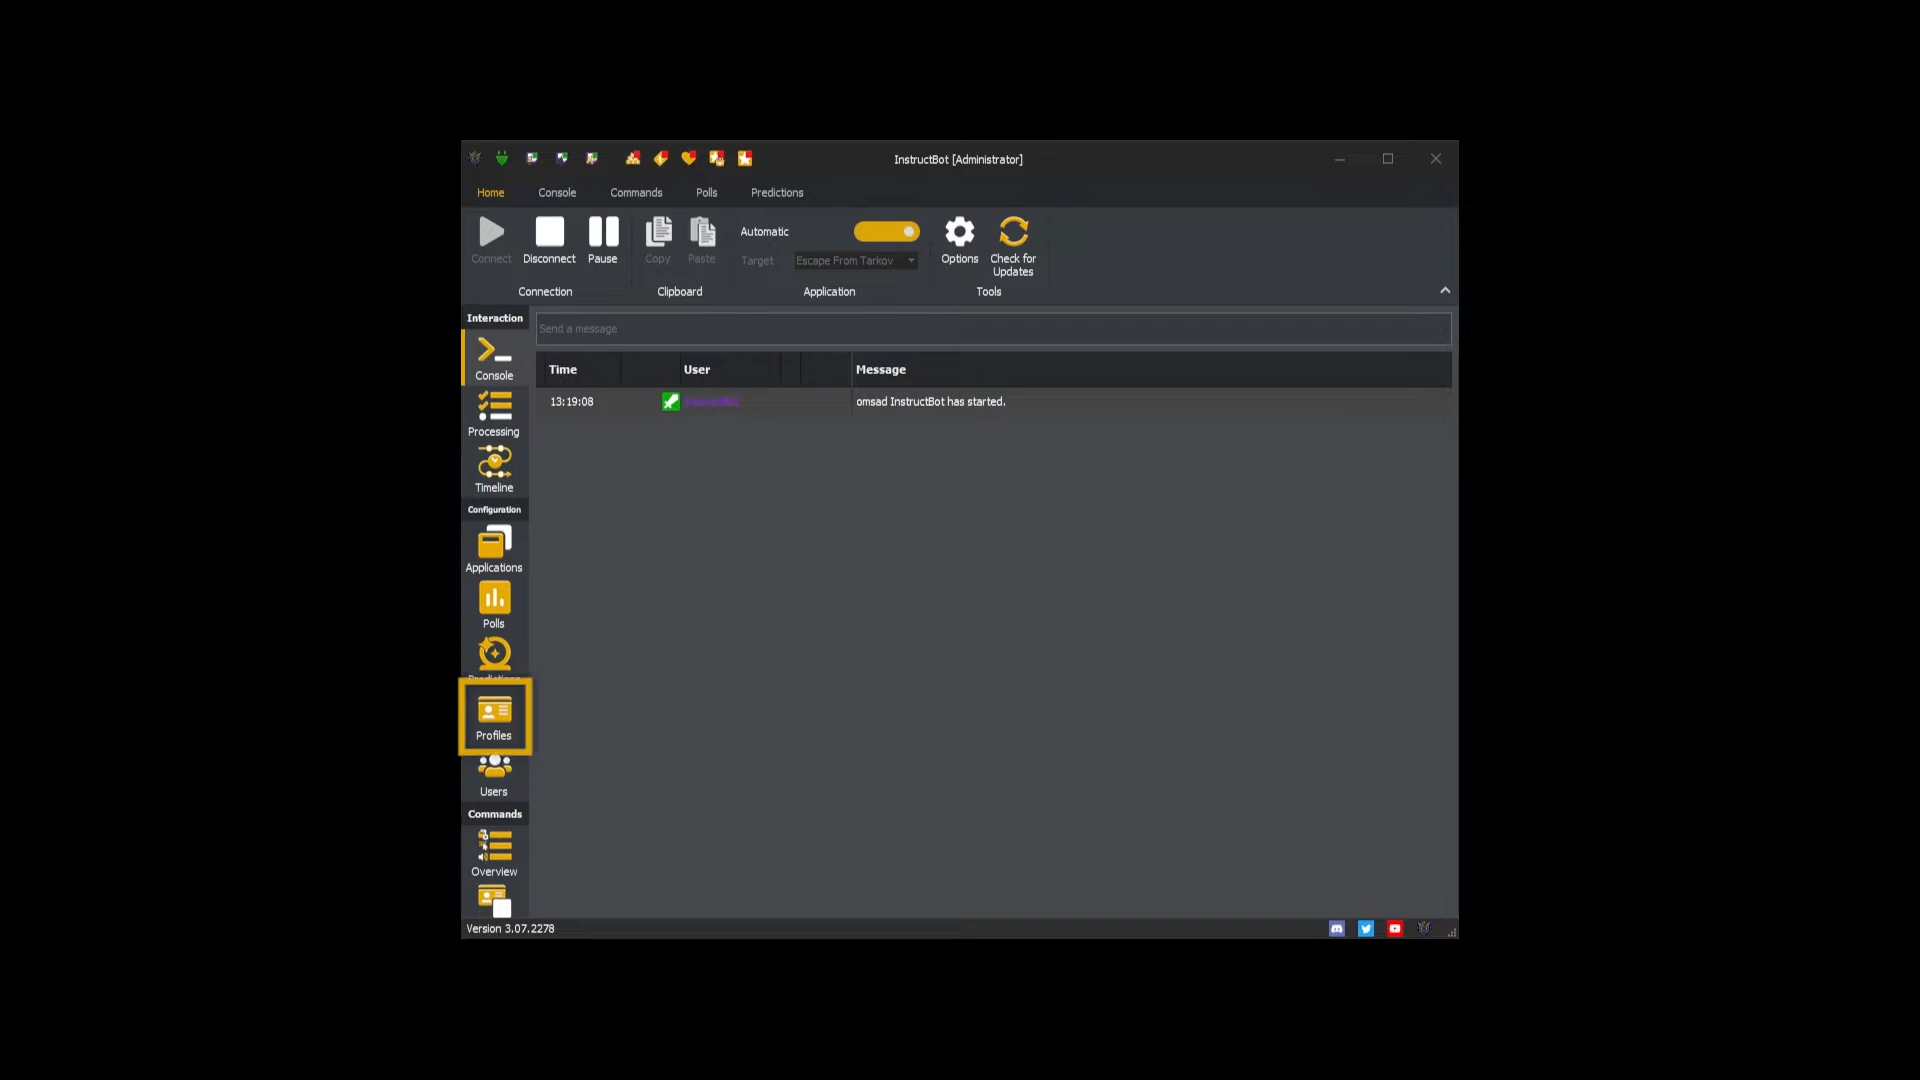 InstructBot [Administrator]
Home Console Commands Polls Predictions
Automatic
Connect Disconnect Pause Copy Paste Target Escape From Tarkov Options Check for
Updates
Connection Clipboard Application Tools
Interaction
Send a message
Console
Time User Message
13:19:08 InstructBot omsad InstructBot has started.
Processing
Timeline
Configuration
Applications
Polls
Predictions
Profiles
Users
Commands
Overview
Version 3.07.2278